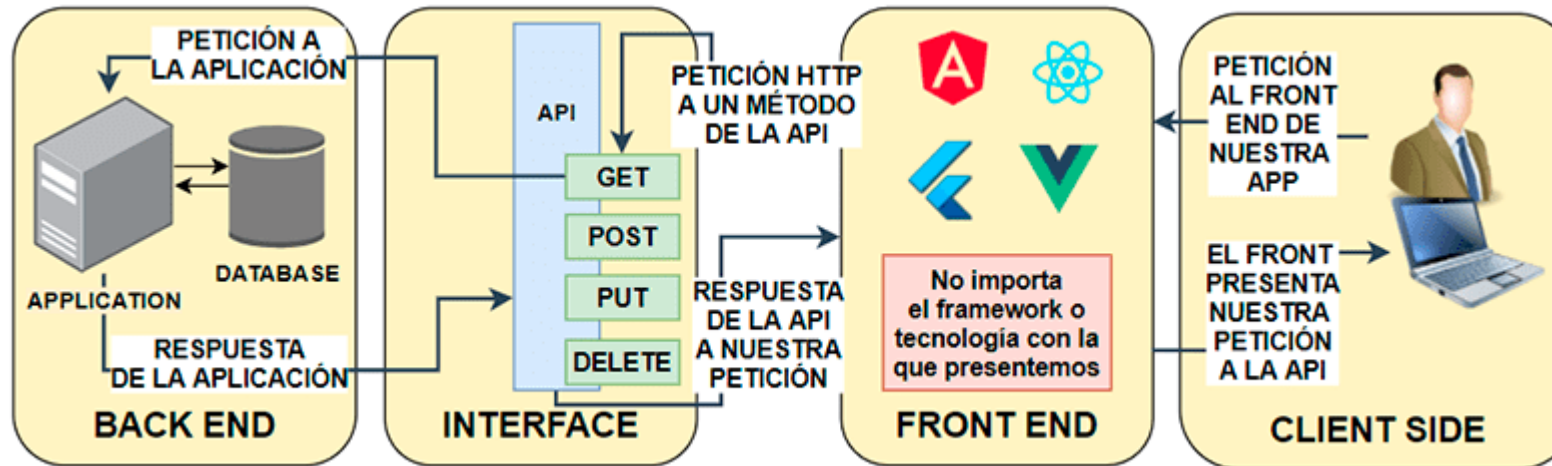 PETICIÓN A
LA APLICACIÓN
APPLICATION
DATABASE
RESPUESTA
DE LA APLICACIÓN
BACK END
API
GET
POST
PUT
DELETE
INTERFACE
PETICIÓN HTTP
A UN MÉTODO
DE LA API
RESPUESTA
DE LA API
A NUESTRA
PETICIÓN
A
No importa
el framework o
tecnología con la
que presentemos
FRONT END
PETICIÓN
AL FRONT
END DE
NUESTRA
APP
EL FRONT
PRESENTA
NUESTRA
PETICIÓN
A LA API
CLIENT SIDE